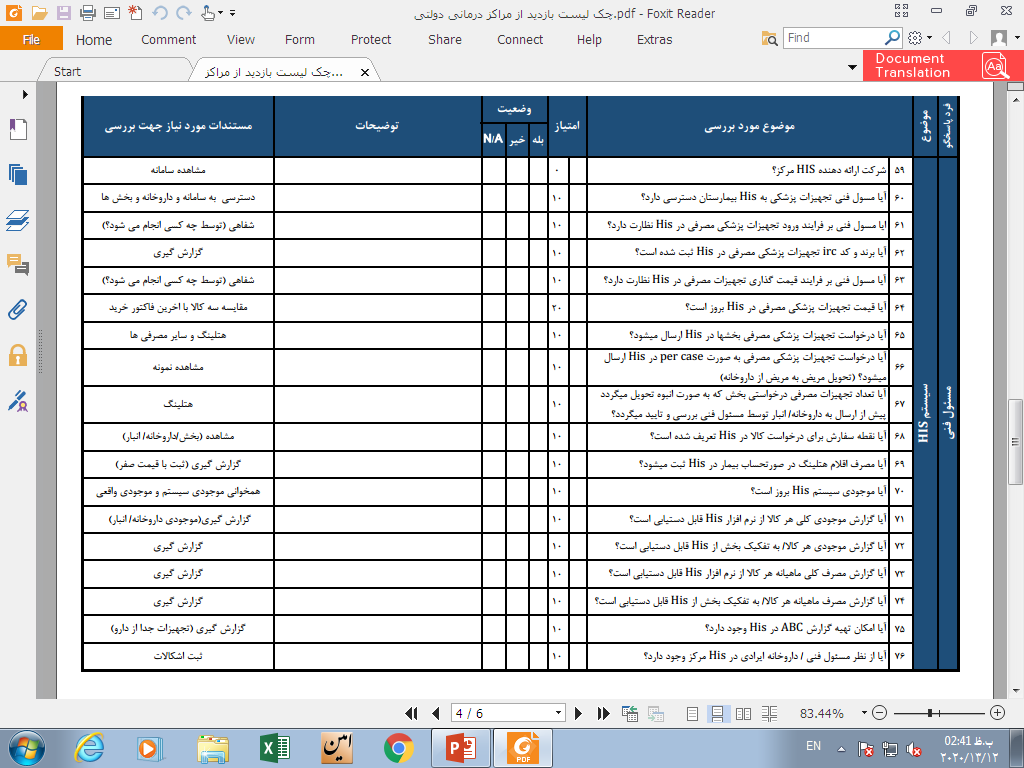 چک لیست بازدید از مراکز درمانی دولتی.pdf - Foxit Reader
File Home Comment View Form Protect Share Connect Help Extras
Find
Document
Translation
Start
چک لیست بازدید از مراکز...
فرد پاسخگو موضوع موضوع مورد بررسی امتیاز وضعیت توضیحات مستندات مورد نیاز جهت بررسی
بله خیر N/A
مسئول فنی
سیستم HIS
۵۹ شرکت ارائه دهنده HIS مرکز؟ ۰ مشاهده سامانه
۶۰ آیا مسول فنی تجهیزات پزشکی به His بیمارستان دسترسی دارد؟ ۱۰ دسترسی به سامانه و داروخانه و بخش ها
۶۱ ایا مسول فنی بر فرایند ورود تجهیزات پزشکی مصرفی در His نظارت دارد؟ ۱۰ شفاهی (توسط چه کسی انجام می شود؟)
۶۲ آیا برند و کد irc تجهیزات پزشکی مصرفی در His ثبت شده است؟ ۱۰ گزارش گیری
۶۳ آیا مسول فنی بر فرایند قیمت گذاری تجهیزات مصرفی در His نظارت دارد؟ ۱۰ شفاهی (توسط چه کسی انجام می شود؟)
۶۴ آیا قیمت تجهیزات پزشکی مصرفی در His بروز است؟ ۲۰ مقایسه سه کالا با اخرین فاکتور خرید
۶۵ آیا درخواست تجهیزات پزشکی مصرفی بخشها در His ارسال میشود؟ ۱۰ هتلینگ و سایر مصرفی ها
۶۶ آیا درخواست تجهیزات پزشکی مصرفی به صورت per case در His ارسال
میشود؟ (تحویل مریض به مریض از داروخانه) ۱۰ مشاهده نمونه
۶۷ آیا تعداد تجهیزات مصرفی درخواستی بخش که به صورت انبوه تحویل میگردد
پیش از ارسال به داروخانه/ انبار توسط مسئول فنی بررسی و تایید میگردد؟ ۱۰ هتلینگ
۶۸ آیا نقطه سفارش برای درخواست کالا در His تعریف شده است؟ ۱۰ مشاهده (بخش/داروخانه/ انبار)
۶۹ آیا مصرف اقلام هتلینگ در صورتحساب بیمار در His ثبت میشود؟ ۱۰ گزارش گیری (ثبت با قیمت صفر)
۷۰ آیا موجودی سیستم His بروز است؟ ۱۰ همخوانی موجودی سیستم و موجودی واقعی
۷۱ آیا گزارش موجودی کلی هر کالا از نرم افزار His قابل دستیابی است؟ ۱۰ گزارش گیری(موجودی داروخانه/ انبار)
۷۲ آیا گزارش موجودی هر کالا/ به تفکیک بخش از His قابل دستیابی است؟ ۱۰ گزارش گیری
۷۳ آیا گزارش مصرف کلی ماهیانه هر کالا از نرم افزار His قابل دستیابی است؟ ۱۰ گزارش گیری
۷۴ آیا گزارش مصرف ماهیانه هر کالا/ به تفکیک بخش از His قابل دستیابی است؟ ۱۰ گزارش گیری
۷۵ آیا امکان تهیه گزارش ABC در His وجود دارد؟ ۱۰ گزارش گیری (تجهیزات جدا از دارو)
۷۶ آیا از نظر مسئول فنی / داروخانه ایرادی در His مرکز وجود دارد؟ ۱۰ ثبت اشکالات
4 / 6
83.44%
امین
PDF
EN
02:41 ب.ظ
۲۰۲۰/۱۳/۱۲